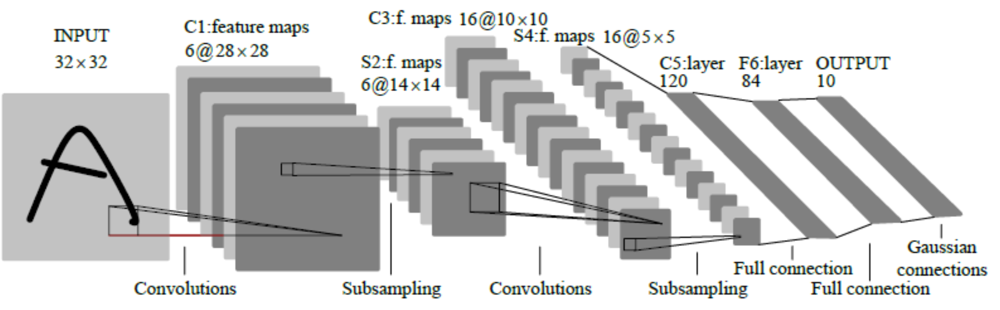 INPUT
32×32
C1:feature maps
6@28×28
S2:f. maps
6@14×14
C3:f. maps 16@10×10
S4:f. maps 16@5×5
C5:layer
120
F6:layer
84
OUTPUT
10
Convolutions
Subsampling
Convolutions
Subsampling
Full connection
Full connection
Gaussian
connections